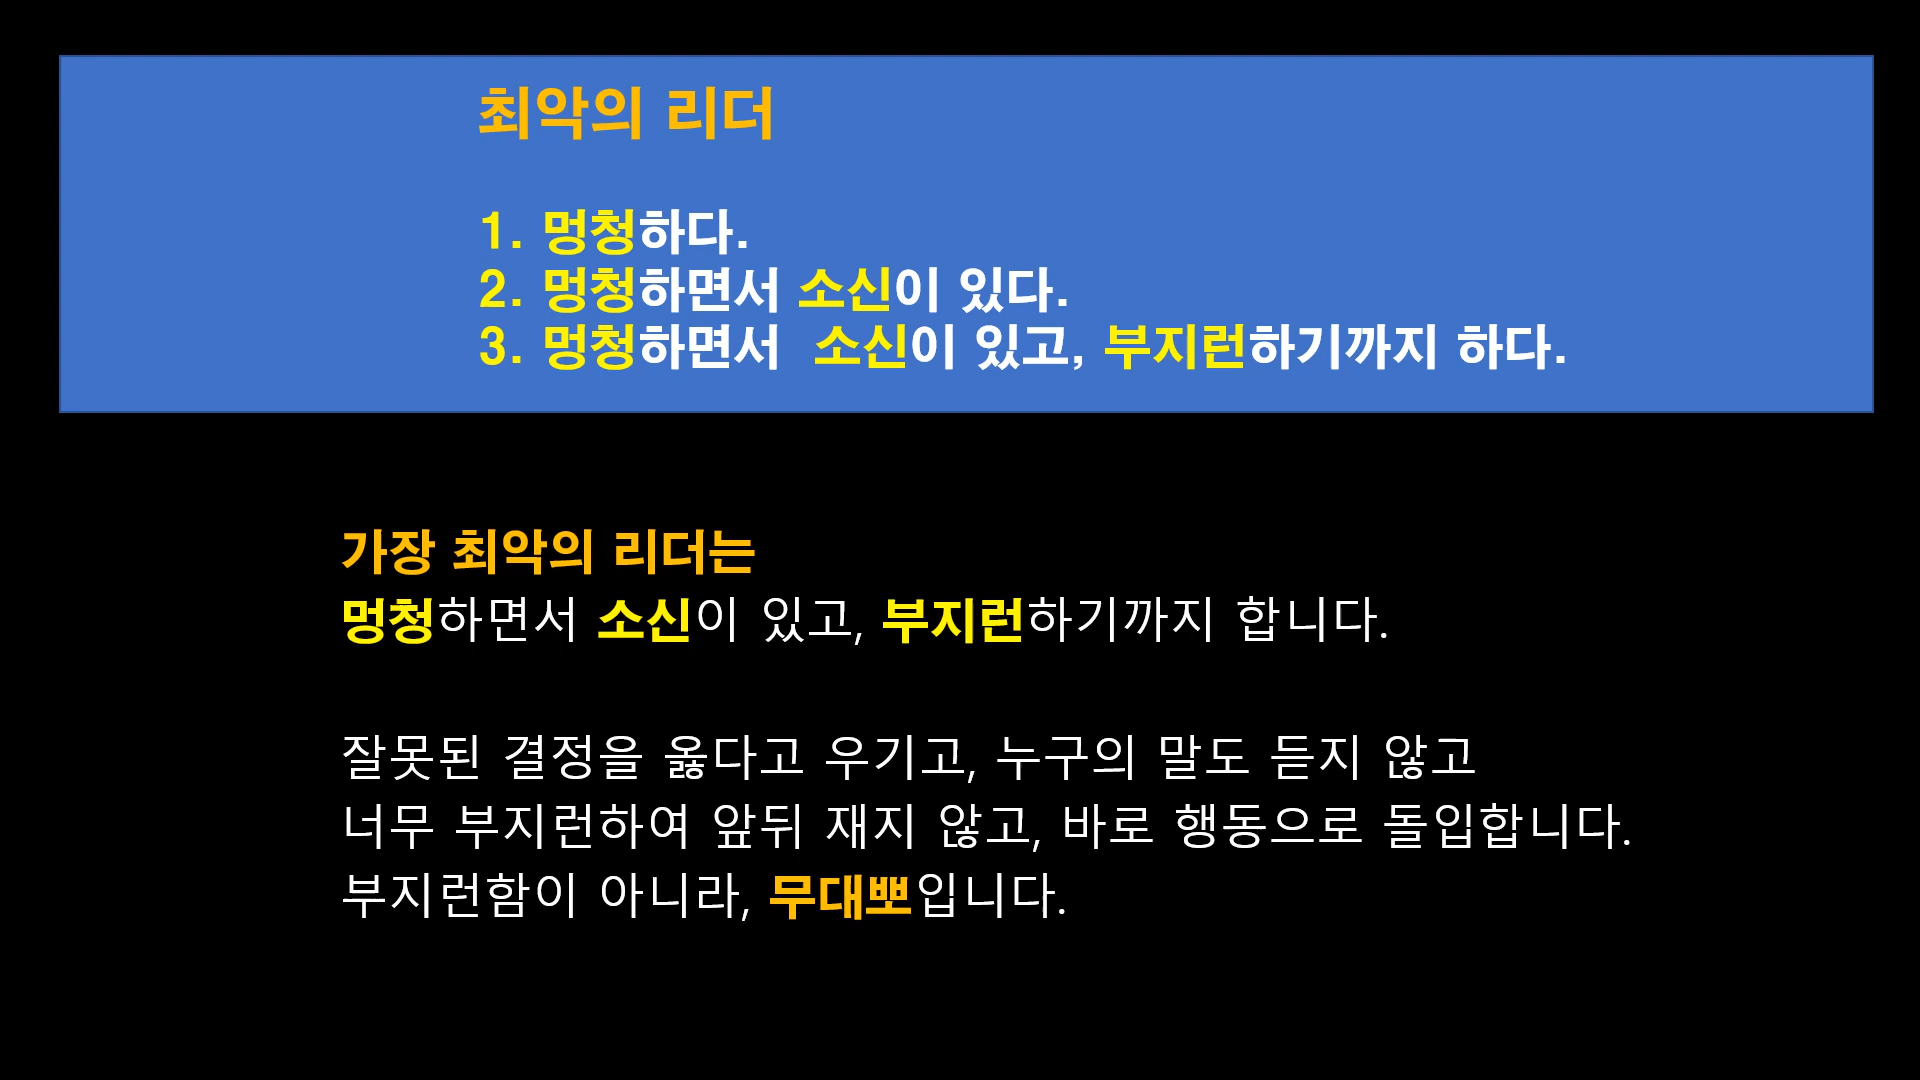 최악의 리더
1. 멍청하다.
2. 멍청하면서 소신이 있다.
3. 멍청하면서  소신이 있고, 부지런하기까지 하다.
가장 최악의 리더는
멍청하면서 소신이 있고, 부지런하기까지 합니다.
잘못된 결정을 옳다고 우기고, 누구의 말도 듣지 않고
너무 부지런하여 앞뒤 재지 않고, 바로 행동으로 돌입합니다.
부지런함이 아니라, 무대뽀입니다.